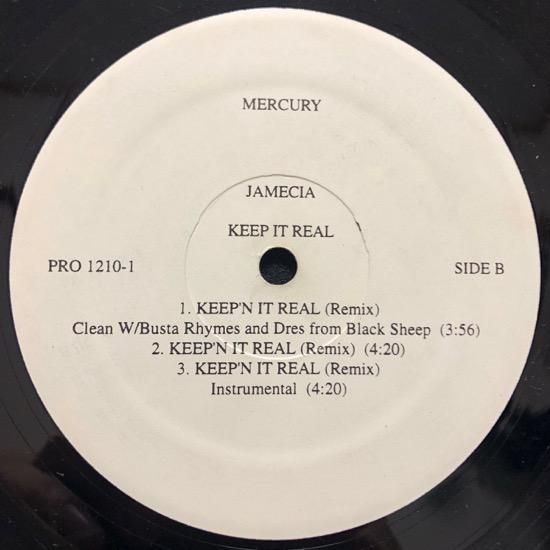 MERCURY
JAMECIA
KEEP IT REAL
PRO 1210-1
SIDE B
1. KEEP'N IT REAL (Remix)
Clean W/Busta Rhymes and Dres from Black Sheep (3:56)
2. KEEP'N IT REAL (Remix) (4:20)
3. KEEP'N IT REAL (Remix)
Instrumental (4:20)